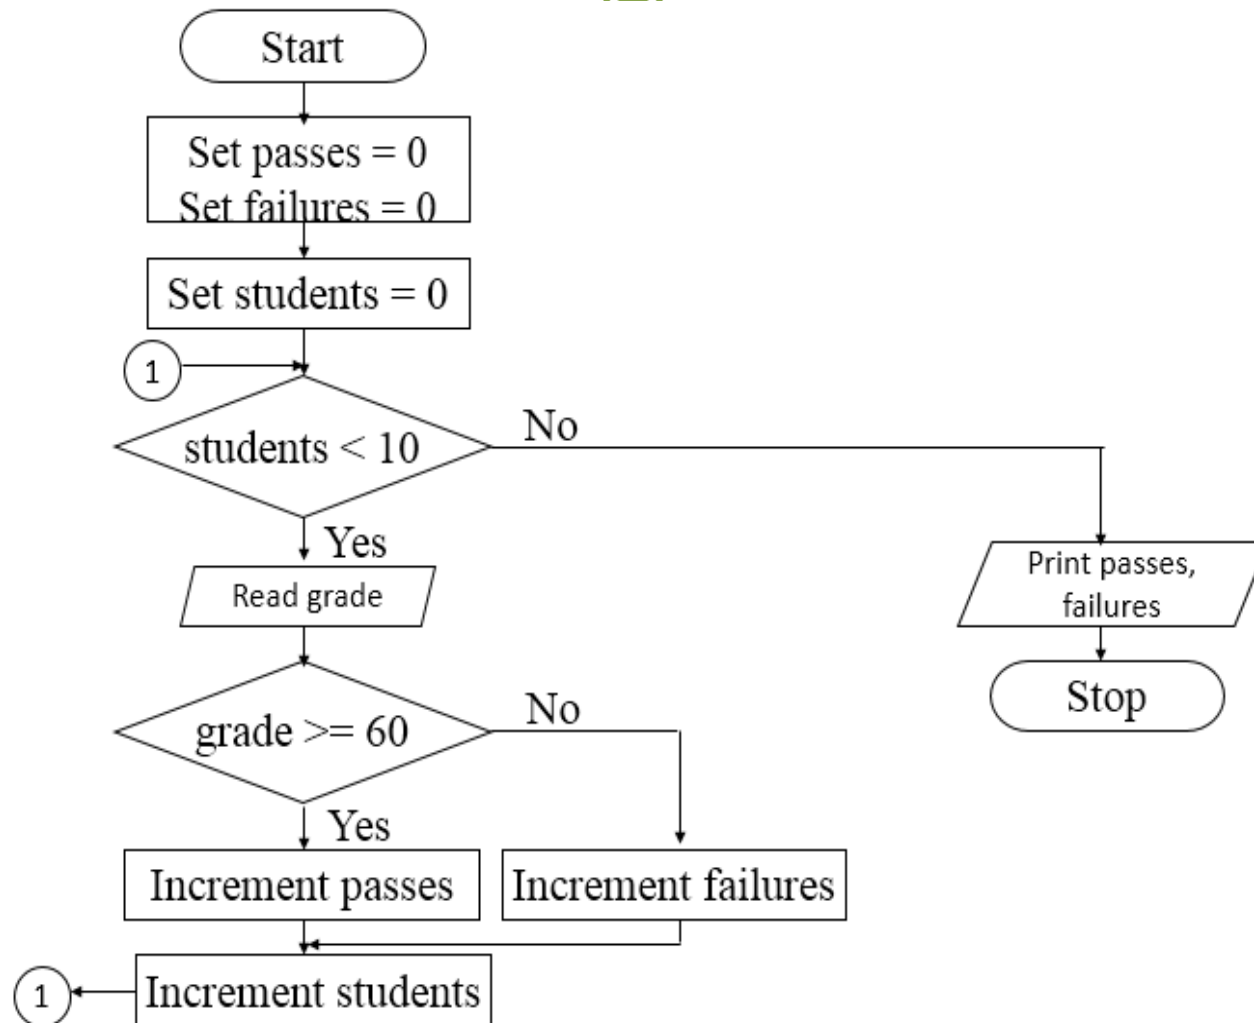 Start
Set passes = 0
Set failures = 0
Set students = 0
1
students < 10
No
Yes
Read grade
Print passes,
failures
Stop
grade >= 60
No
Yes
Increment passes
Increment failures
Increment students
1